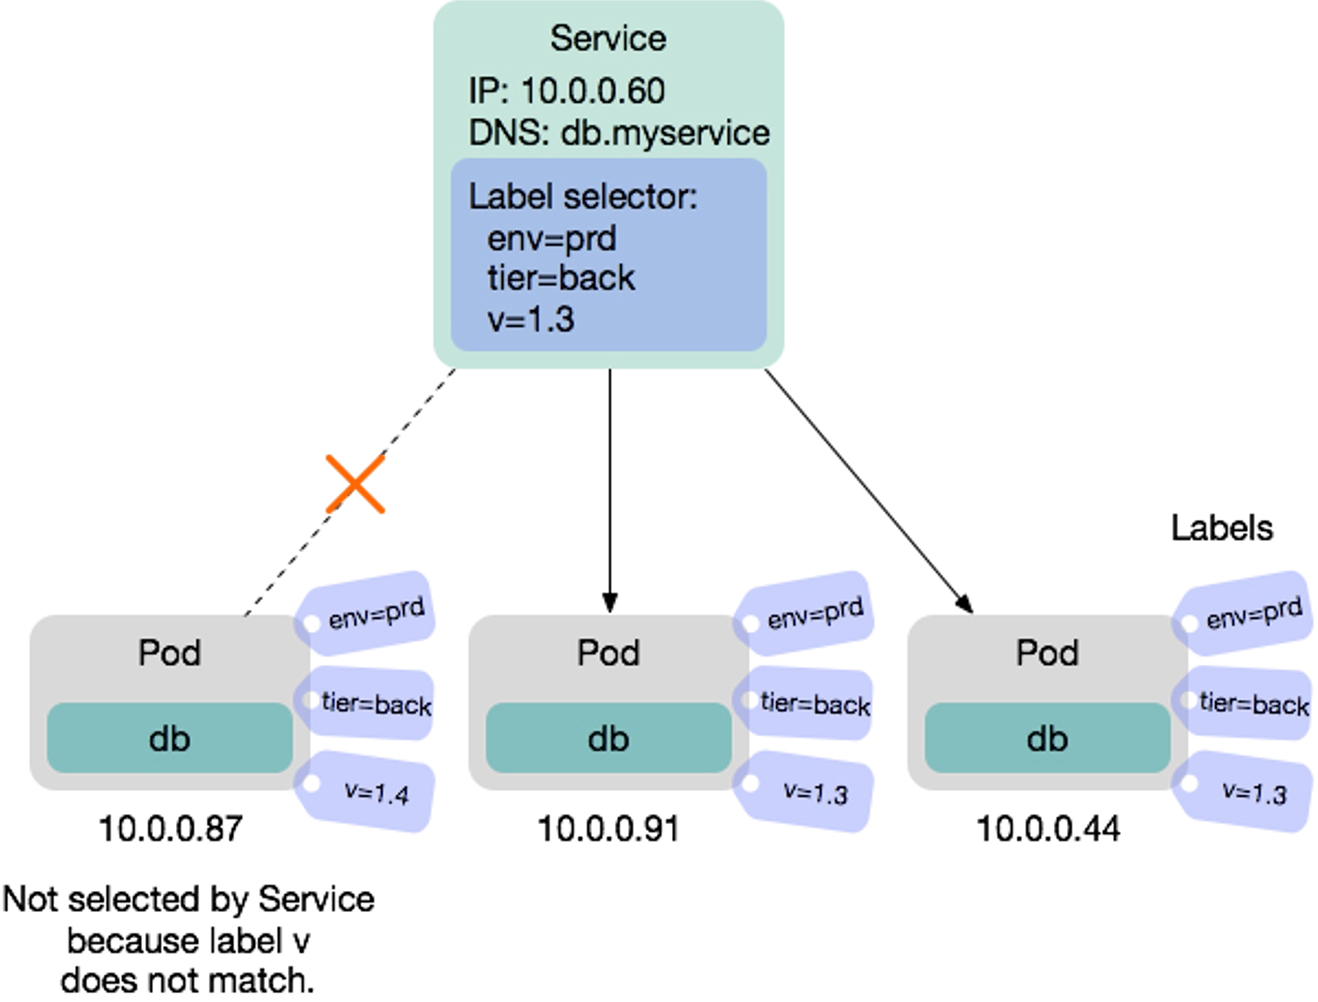 Service
IP: 10.0.0.60
DNS: db.myservice
Label selector:
env=prd
tier=back
v=1.3
Labels
Pod
db
env=prd
tier=back
v=1.4
10.0.0.87
Pod
db
env=prd
tier=back
v=1.3
10.0.0.91
Pod
db
env=prd
tier=back
v=1.3
10.0.0.44
Not selected by Service
because label v
does not match.